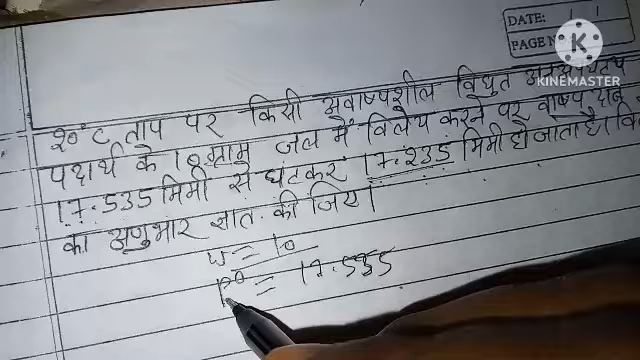 DATE:
PAGE N
KINEMASTER
20°C ताप पर किसी अवाष्पशील विधुत
पदार्थ के 10 ग्राम जल में विलेय करने पर वाष्प दाब
17.535 मिमी से घटकर 17.235 मिमी हो जाता है।
का अणुभार ज्ञात कीजिए।
W = 10
P° = 17.535